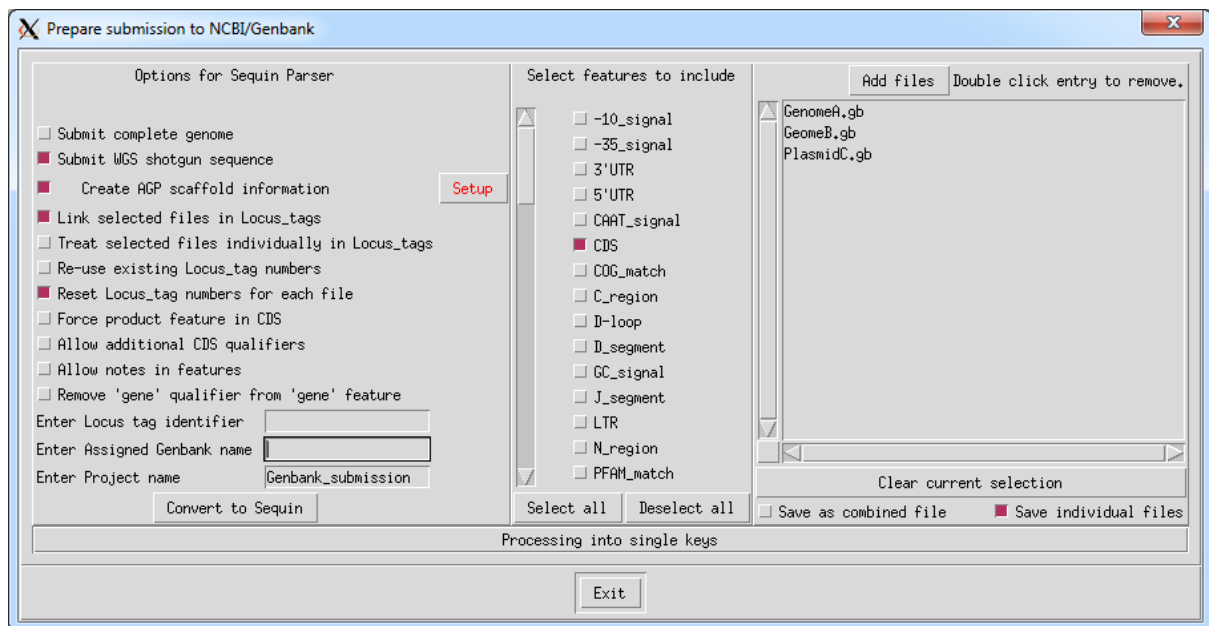 Prepare submission to NCBI/Genbank
Options for Sequin Parser
Submit complete genome
Submit WGS shotgun sequence
Create AGP scaffold information
Setup
Link selected files in Locus_tags
Treat selected files individually in Locus_tags
Re-use existing Locus_tag numbers
Reset Locus_tag numbers for each file
Force product feature in CDS
Allow additional CDS qualifiers
Allow notes in features
Remove 'gene' qualifier from 'gene' feature
Enter Locus tag identifier
Enter Assigned Genbank name
Enter Project name Genbank_submission
Convert to Sequin
Select features to include
-10_signal
-35_signal
3'UTR
5'UTR
CAAT_signal
CDS
COG_match
C_region
D-loop
D_segment
GC_signal
J_segment
LTR
N_region
PFAM_match
Select all Deselect all
Add files Double click entry to remove.
GenomeA.gb
GeomeB.gb
PlasmidC.gb
Clear current selection
Save as combined file Save individual files
Processing into single keys
Exit